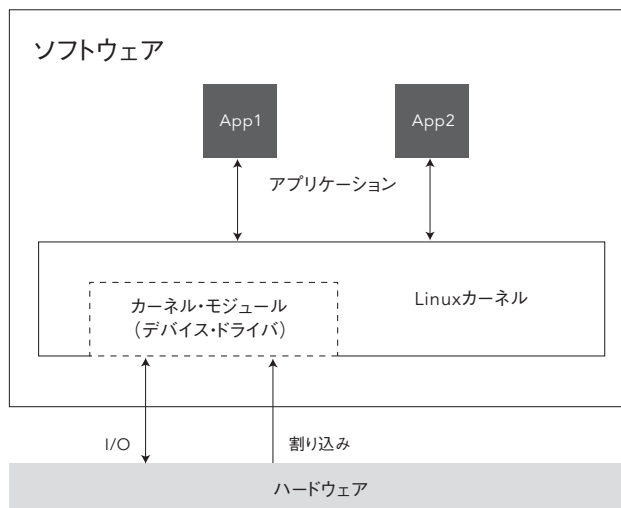 ソフトウェア
App1
App2
アプリケーション
カーネル・モジュール
（デバイス・ドライバ）
Linuxカーネル
I/O
割り込み
ハードウェア